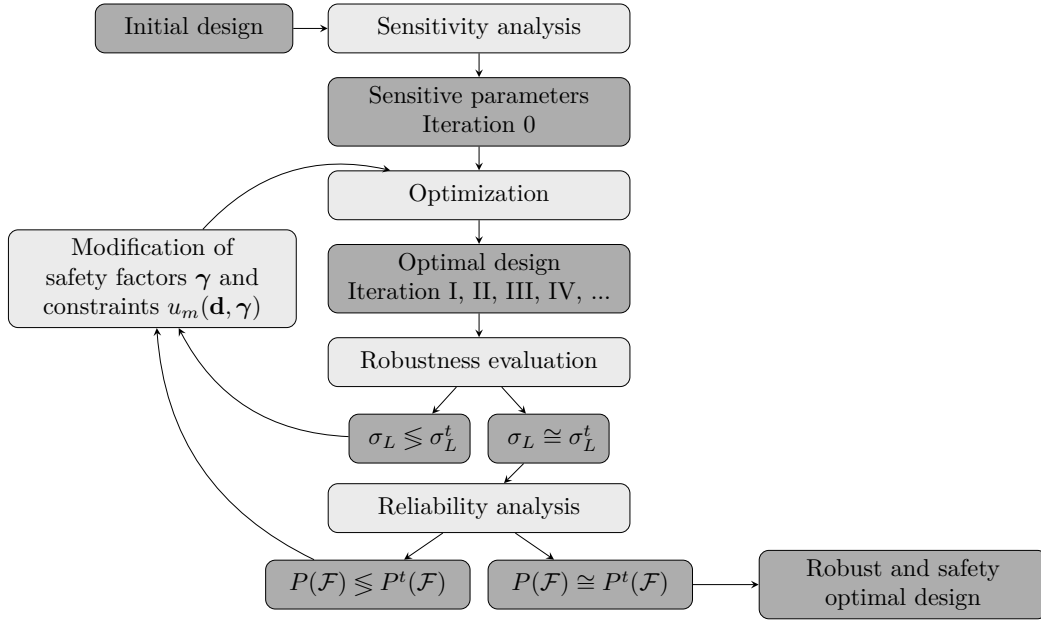 Initial design
Sensitivity analysis
Sensitive parameters
Iteration 0
Optimization
Modification of
safety factors γ and
constraints u_m(d, γ)
Optimal design
Iteration I, II, III, IV, ...
Robustness evaluation
σ_L ≶ σ_L^t
σ_L ≅ σ_L^t
Reliability analysis
P(ℱ) ≶ P^t(ℱ)
P(ℱ) ≅ P^t(ℱ)
Robust and safety
optimal design